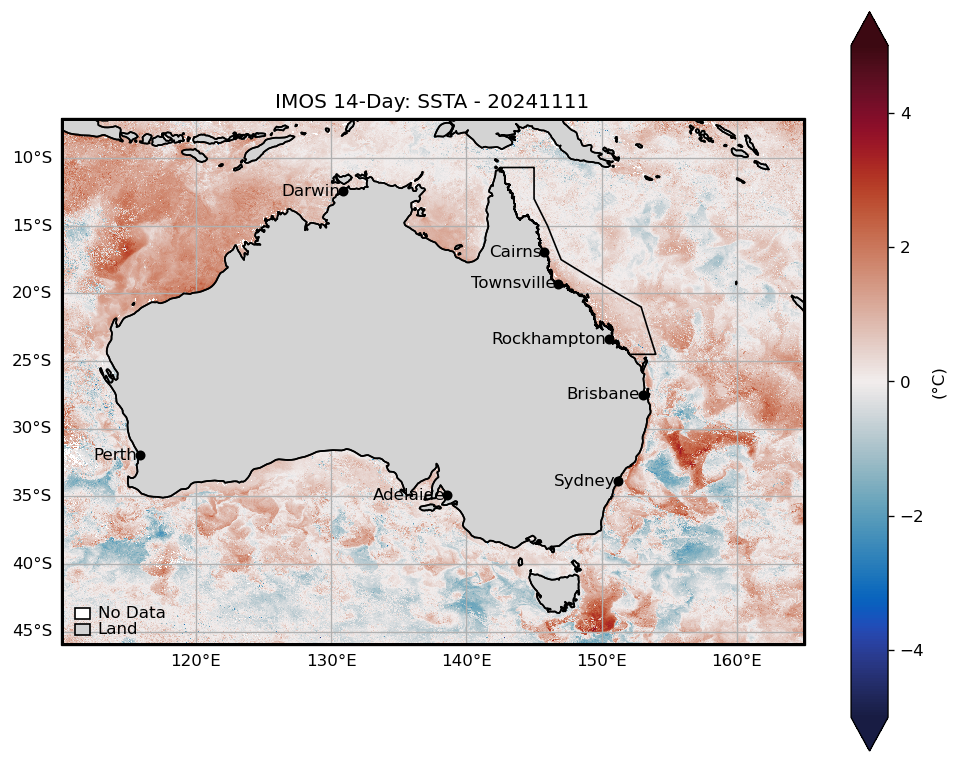 IMOS 14-Day: SSTA - 20241111
10°S
15°S
20°S
25°S
30°S
35°S
40°S
45°S
120°E
130°E
140°E
150°E
160°E
Darwin
Cairns
Townsville
Rockhampton
Brisbane
Perth
Sydney
Adelaide
No Data
Land
4
2
0
−2
−4
(°C)